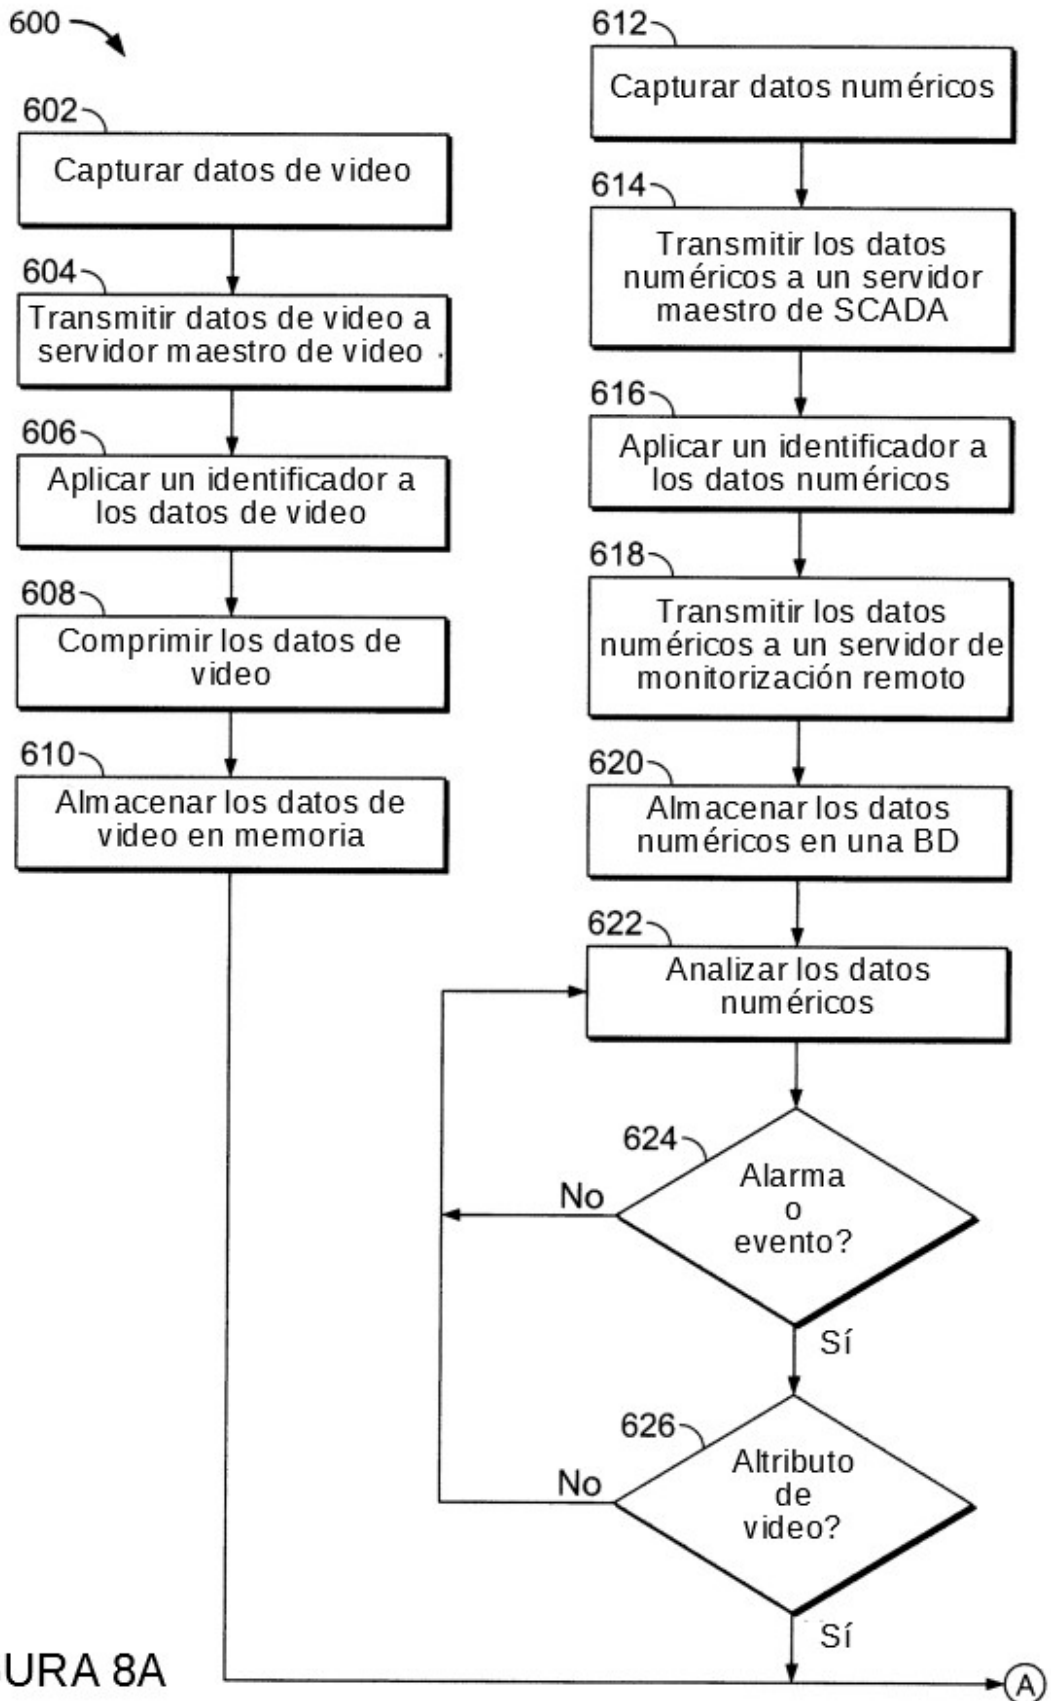 600
602
Capturar datos de video
604
Transmitir datos de video a
servidor maestro de video
606
Aplicar un identificador a
los datos de video
608
Comprimir los datos de
video
610
Almacenar los datos de
video en memoria
612
Capturar datos numéricos
614
Transmitir los datos
numéricos a un servidor
maestro de SCADA
616
Aplicar un identificador a
los datos numéricos
618
Transmitir los datos
numéricos a un servidor de
monitorización remoto
620
Almacenar los datos
numéricos en una BD
622
Analizar los datos
numéricos
624
Alarma
o
evento?
No
Sí
626
Altributo
de
video?
No
Sí
A
URA 8A